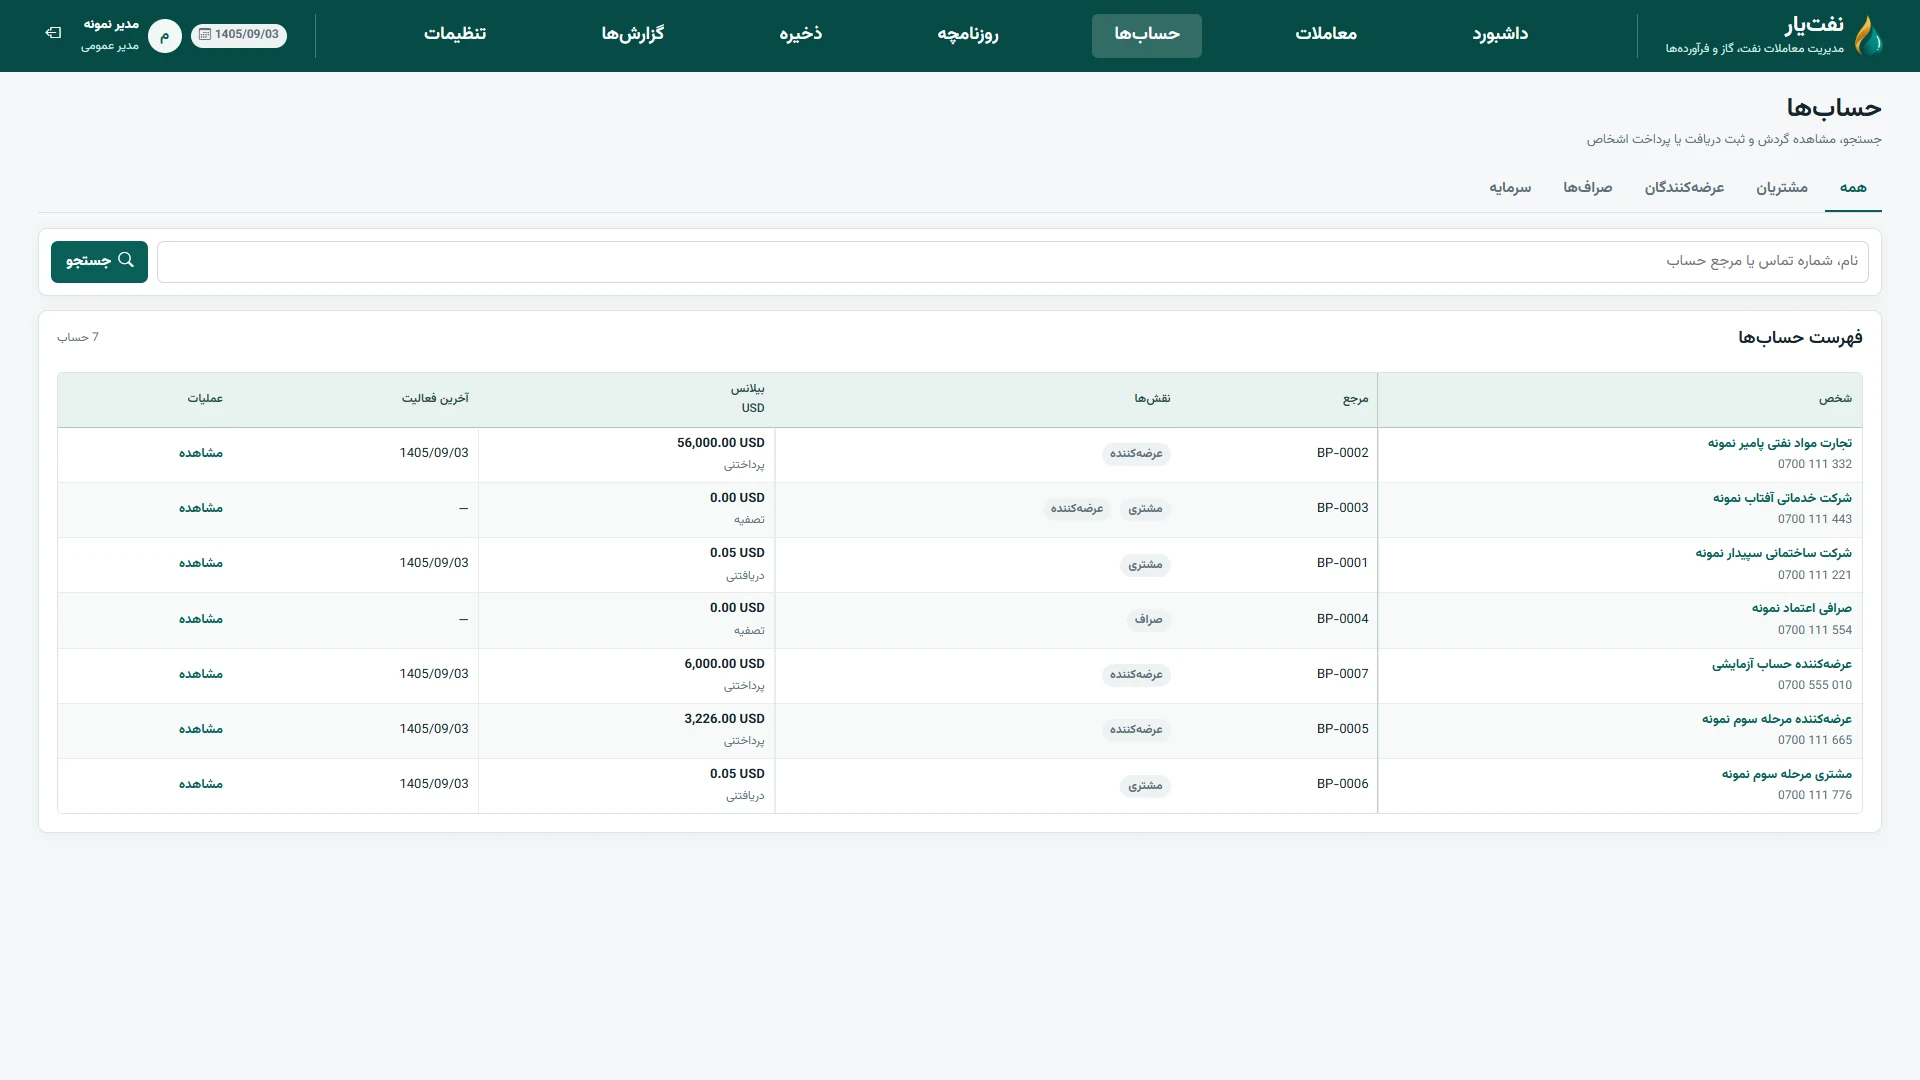 نفت‌یار
مدیریت معاملات نفت، گاز و فرآورده‌ها
داشبورد
معاملات
حساب‌ها
روزنامچه
ذخیره
گزارش‌ها
تنظیمات
1405/09/03
م
مدیر نمونه
مدیر عمومی
حساب‌ها
جستجو، مشاهده گردش و ثبت دریافت یا پرداخت اشخاص
همه
مشتریان
عرضه‌کنندگان
صراف‌ها
سرمایه
نام، شماره تماس یا مرجع حساب
جستجو
فهرست حساب‌ها
7 حساب
شخص
مرجع
نقش‌ها
بیلانس
USD
آخرین فعالیت
عملیات
تجارت مواد نفتی پامیر نمونه
0700 111 332
BP-0002
عرضه‌کننده
56,000.00 USD
پرداختنی
1405/09/03
مشاهده
شرکت خدماتی آفتاب نمونه
0700 111 443
BP-0003
مشتری
عرضه‌کننده
0.00 USD
تصفیه
—
مشاهده
شرکت ساختمانی سپیدار نمونه
0700 111 221
BP-0001
مشتری
0.05 USD
دریافتنی
1405/09/03
مشاهده
صرافی اعتماد نمونه
0700 111 554
BP-0004
صراف
0.00 USD
تصفیه
—
مشاهده
عرضه‌کننده حساب آزمایشی
0700 555 010
BP-0007
عرضه‌کننده
6,000.00 USD
پرداختنی
1405/09/03
مشاهده
عرضه‌کننده مرحله سوم نمونه
0700 111 665
BP-0005
عرضه‌کننده
3,226.00 USD
پرداختنی
1405/09/03
مشاهده
مشتری مرحله سوم نمونه
0700 111 776
BP-0006
مشتری
0.05 USD
دریافتنی
1405/09/03
مشاهده